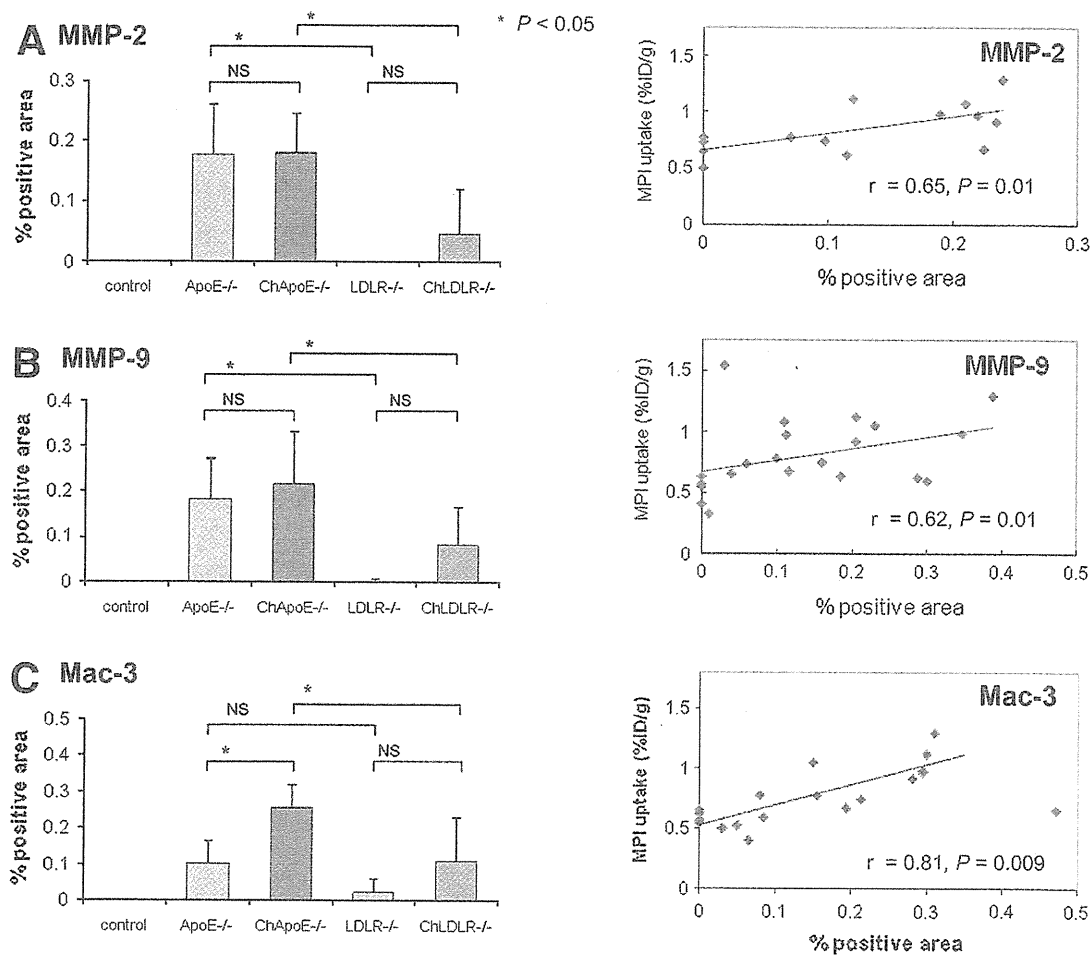 * P < 0.05
A MMP-2
*
*
NS
NS
% positive area
0.3
0.2
0.1
0
control ApoE-/- ChApoE-/- LDLR-/- ChLDLR-/-
MMP-2
MPI uptake (%ID/g)
1.5
1
0.5
0
r = 0.65, P = 0.01
0 0.1 0.2 0.3
% positive area
B MMP-9
*
*
NS
NS
% positive area
0.4
0.3
0.2
0.1
0
control ApoE-/- ChApoE-/- LDLR-/- ChLDLR-/-
MMP-9
MPI uptake (%ID/g)
1.5
1
0.5
0
r = 0.62, P = 0.01
0 0.1 0.2 0.3 0.4 0.5
% positive area
C Mac-3
*
NS
*
NS
% positive area
0.5
0.4
0.3
0.2
0.1
0
control ApoE-/- ChApoE-/- LDLR-/- ChLDLR-/-
Mac-3
MPI uptake (%ID/g)
1.5
1
0.5
0
r = 0.81, P = 0.009
0 0.1 0.2 0.3 0.4 0.5
% positive area